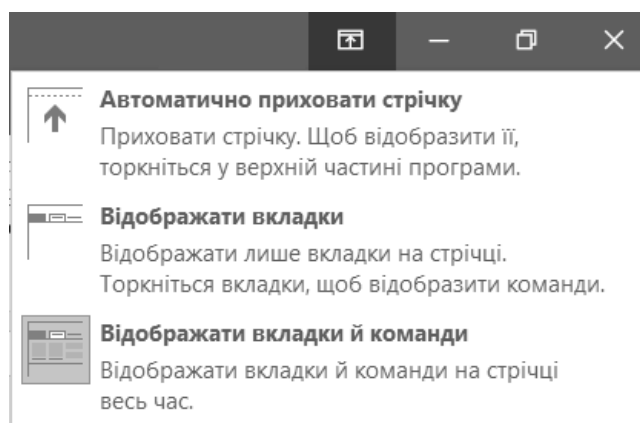 Автоматично приховати стрічку
Приховати стрічку. Щоб відобразити її,
торкніться у верхній частині програми.
Відображати вкладки
Відображати лише вкладки на стрічці.
Торкніться вкладки, щоб відобразити команди.
Відображати вкладки й команди
Відображати вкладки й команди на стрічці
весь час.